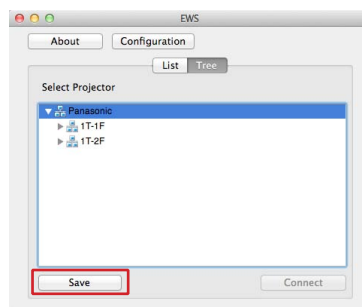 EWS
About Configuration
List Tree
Select Projector
Panasonic
1T-1F
1T-2F
Save Connect